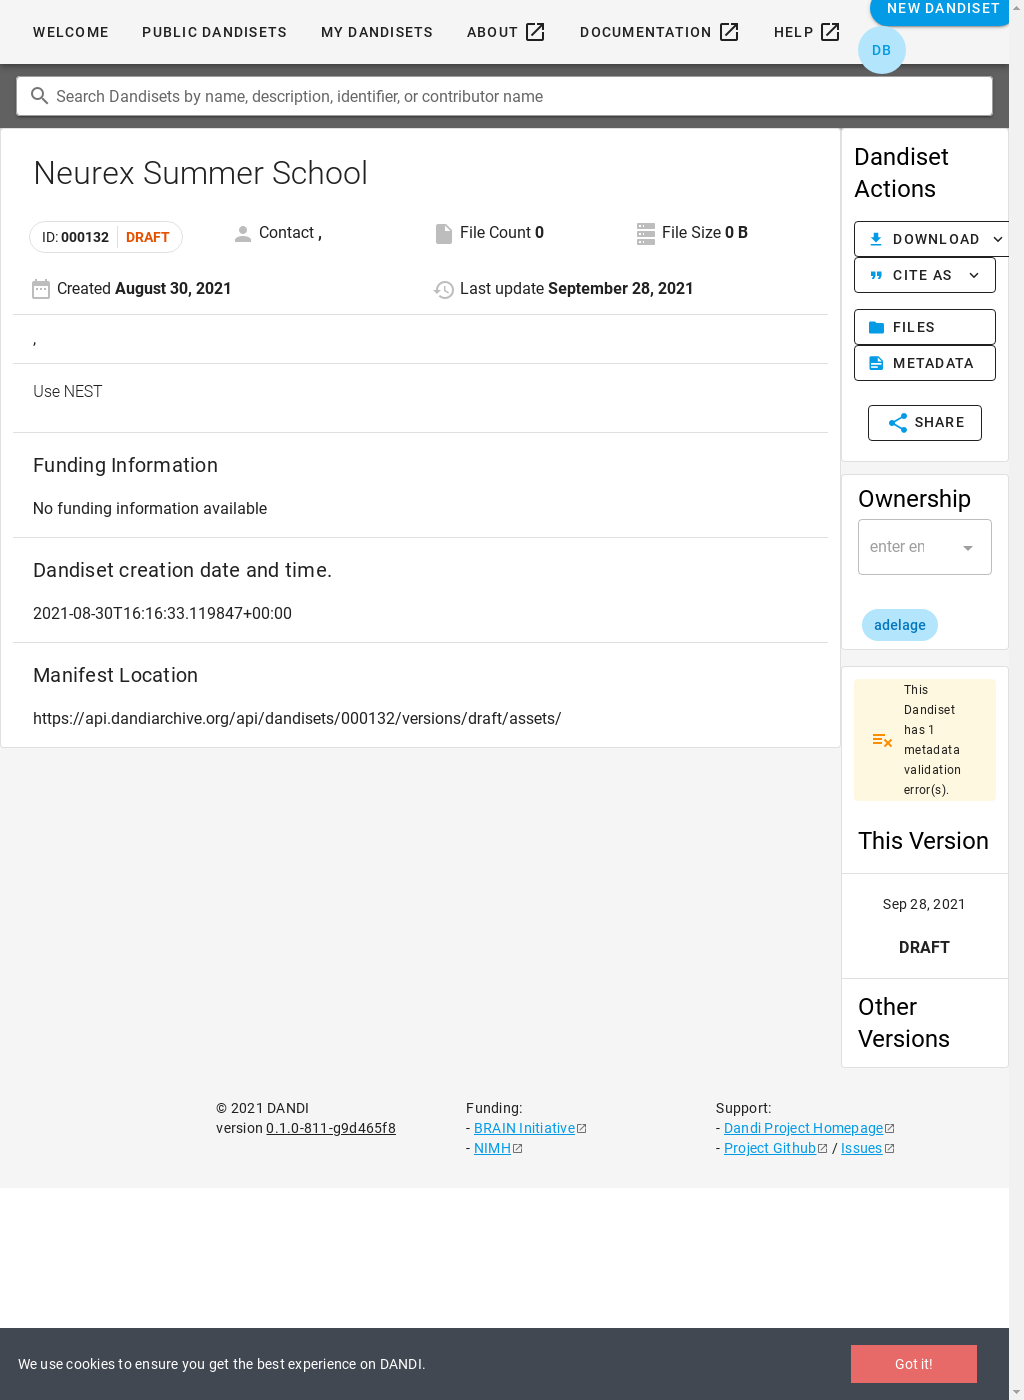 WELCOME PUBLIC DANDISETS MY DANDISETS ABOUT DOCUMENTATION HELP NEW DANDISET
DB
Search Dandisets by name, description, identifier, or contributor name
Neurex Summer School
ID: 000132 DRAFT Contact , File Count 0 File Size 0 B
Created August 30, 2021 Last update September 28, 2021
,
Use NEST
Funding Information
No funding information available
Dandiset creation date and time.
2021-08-30T16:16:33.119847+00:00
Manifest Location
https://api.dandiarchive.org/api/dandisets/000132/versions/draft/assets/
Dandiset
Actions
DOWNLOAD
CITE AS
FILES
METADATA
SHARE
Ownership
enter en
adelage
This
Dandiset
has 1
metadata
validation
error(s).
This Version
Sep 28, 2021
DRAFT
Other
Versions
© 2021 DANDI
version 0.1.0-811-g9d465f8
Funding:
- BRAIN Initiative
- NIMH
Support:
- Dandi Project Homepage
- Project Github / Issues
We use cookies to ensure you get the best experience on DANDI.
Got it!